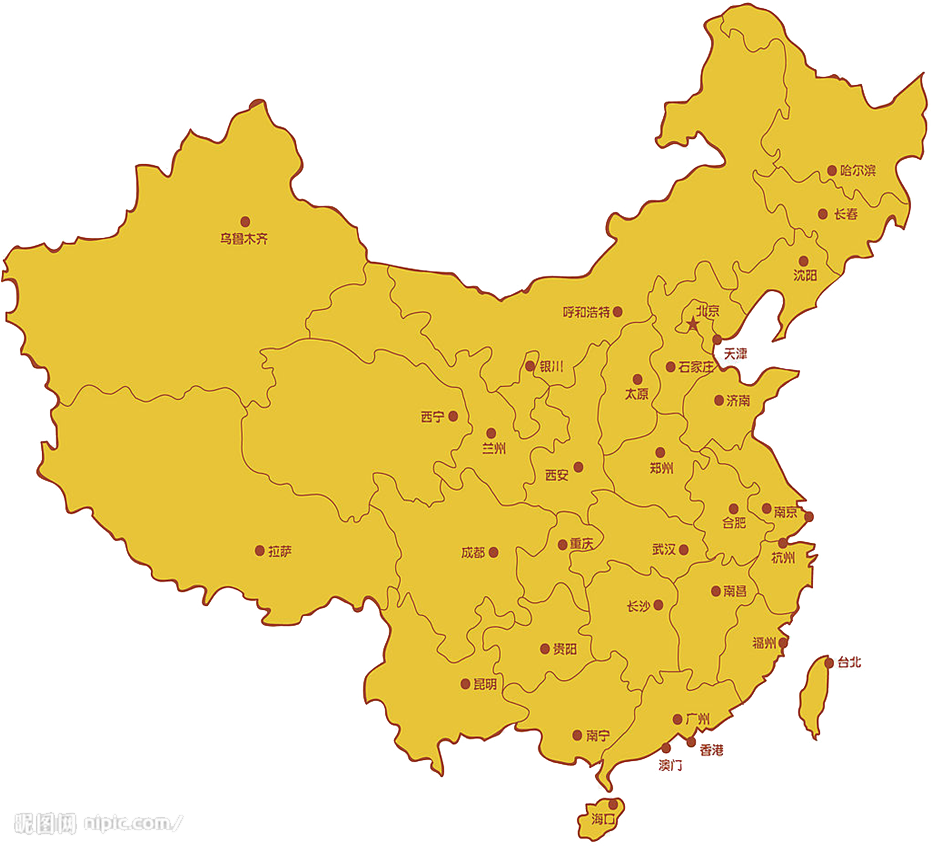 哈尔滨
长春
乌鲁木齐
沈阳
北京
呼和浩特
天津
银川
石家庄
太原
济南
西宁
兰州
郑州
西安
南京
合肥
重庆
武汉
成都
拉萨
杭州
南昌
长沙
福州
贵阳
台北
昆明
广州
南宁
香港
澳门
海口
昵图网 nipic.com/